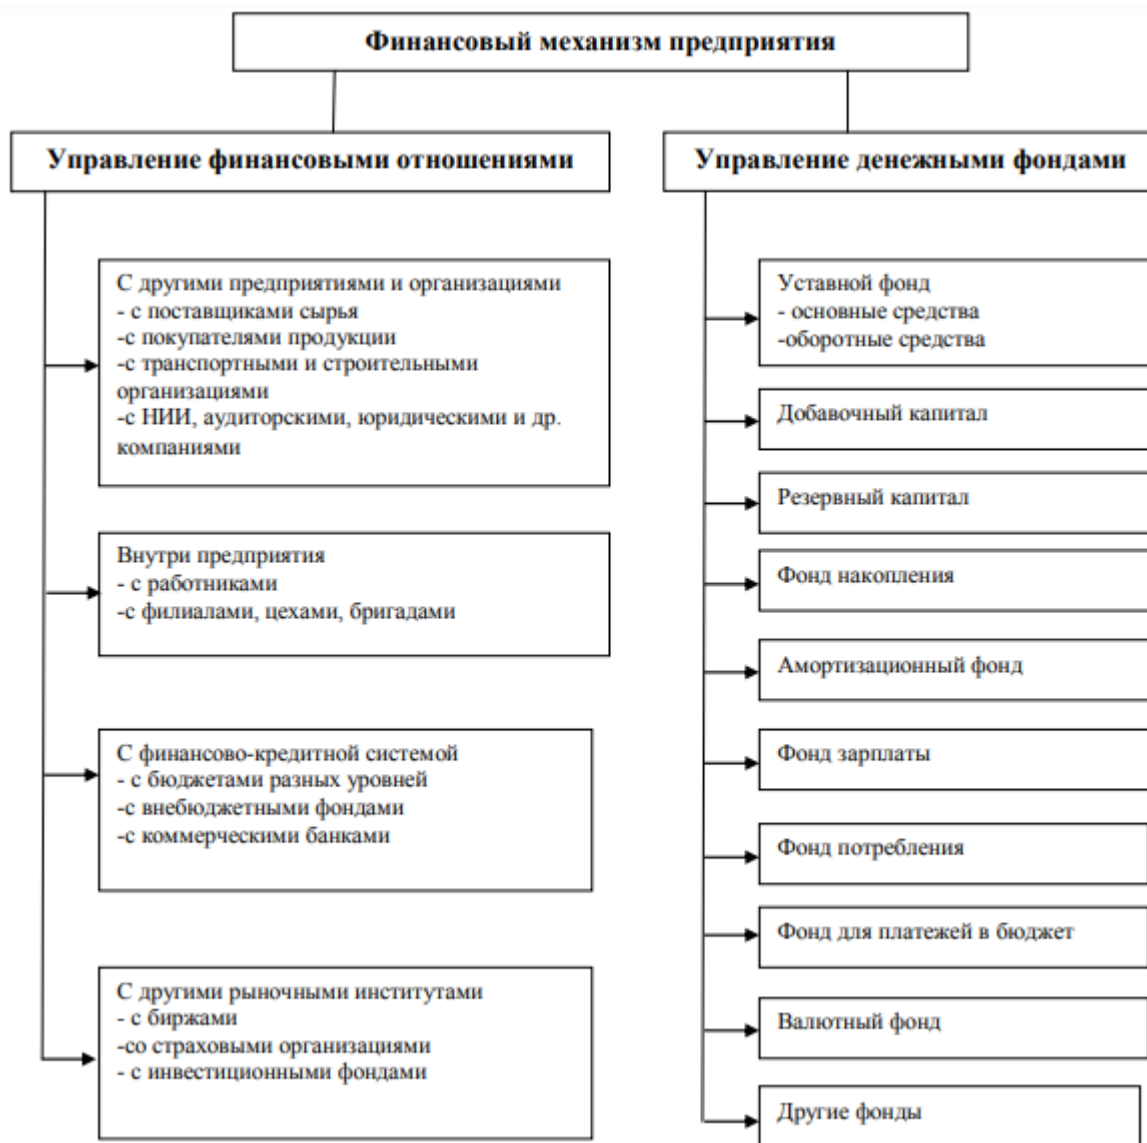 Финансовый механизм предприятия
Управление финансовыми отношениями
С другими предприятиями и организациями
- с поставщиками сырья
-с покупателями продукции
-с транспортными и строительными
организациями
-с НИИ, аудиторскими, юридическими и др.
компаниями
Внутри предприятия
- с работниками
-с филиалами, цехами, бригадами
С финансово-кредитной системой
- с бюджетами разных уровней
-с внебюджетными фондами
-с коммерческими банками
С другими рыночными институтами
- с биржами
-со страховыми организациями
- с инвестиционными фондами
Управление денежными фондами
Уставной фонд
- основные средства
-оборотные средства
Добавочный капитал
Резервный капитал
Фонд накопления
Амортизационный фонд
Фонд зарплаты
Фонд потребления
Фонд для платежей в бюджет
Валютный фонд
Другие фонды